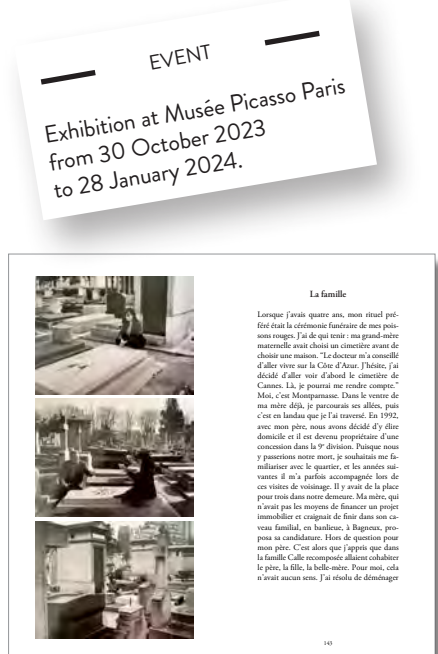 EVENT
Exhibition at Musée Picasso Paris
from 30 October 2023
to 28 January 2024.
La famille
Lorsque j'avais quatre ans, mon rituel pré-
féré était la cérémonie funéraire de mes pois-
sons rouges. J'ai de qui tenir : ma grand-mère
maternelle avait choisi un cimetière avant de
choisir une maison. “Le docteur m'a conseillé
d'aller vivre sur la Côte d'Azur. J'hésite, j'ai
décidé d'aller voir d'abord le cimetière de
Cannes. Là, je pourrai me rendre compte.”
Moi, c'est Montparnasse. Dans le ventre de
ma mère déjà, je parcourais ses allées, puis
c'est en landau que je l'ai traversé. En 1992,
avec mon père, nous avons décidé d'y élire
domicile et il est devenu propriétaire d'une
concession dans la 9e division. Puisque nous
y passerions notre mort, je souhaitais me fa-
miliariser avec le quartier, et les années sui-
vantes il m'a parfois accompagnée lors de
ces visites de voisinage. Il y avait de la place
pour trois dans notre demeure. Ma mère, qui
n'avait pas les moyens de financer un projet
immobilier et craignait de finir dans son ca-
veau familial, en banlieue, à Bagneux, pro-
posa sa candidature. Hors de question pour
mon père. C'est alors que j'appris que dans
la famille Calle recomposée allaient cohabiter
le père, la fille, la belle-mère. Pour moi, cela
n'avait aucun sens. J'ai résolu de déménager
143